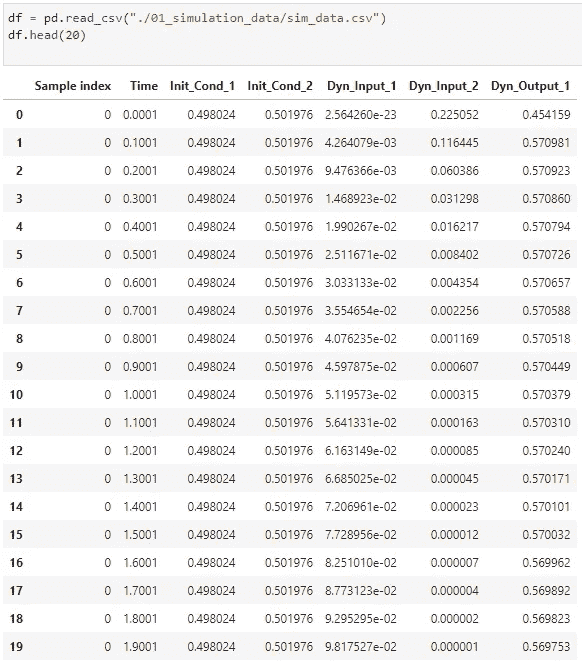 df = pd.read_csv("./01_simulation_data/sim_data.csv")
df.head(20)
Sample index Time Init_Cond_1 Init_Cond_2 Dyn_Input_1 Dyn_Input_2 Dyn_Output_1
0 0 0.0001 0.498024 0.501976 2.564260e-23 0.225052 0.454159
1 0 0.1001 0.498024 0.501976 4.264079e-03 0.116445 0.570981
2 0 0.2001 0.498024 0.501976 9.476366e-03 0.060386 0.570923
3 0 0.3001 0.498024 0.501976 1.468923e-02 0.031298 0.570860
4 0 0.4001 0.498024 0.501976 1.990267e-02 0.016217 0.570794
5 0 0.5001 0.498024 0.501976 2.511671e-02 0.008402 0.570726
6 0 0.6001 0.498024 0.501976 3.033133e-02 0.004354 0.570657
7 0 0.7001 0.498024 0.501976 3.554654e-02 0.002256 0.570588
8 0 0.8001 0.498024 0.501976 4.076235e-02 0.001169 0.570518
9 0 0.9001 0.498024 0.501976 4.597875e-02 0.000607 0.570449
10 0 1.0001 0.498024 0.501976 5.119573e-02 0.000315 0.570379
11 0 1.1001 0.498024 0.501976 5.641331e-02 0.000163 0.570310
12 0 1.2001 0.498024 0.501976 6.163149e-02 0.000085 0.570240
13 0 1.3001 0.498024 0.501976 6.685025e-02 0.000045 0.570171
14 0 1.4001 0.498024 0.501976 7.206961e-02 0.000023 0.570101
15 0 1.5001 0.498024 0.501976 7.728956e-02 0.000012 0.570032
16 0 1.6001 0.498024 0.501976 8.251010e-02 0.000007 0.569962
17 0 1.7001 0.498024 0.501976 8.773123e-02 0.000004 0.569892
18 0 1.8001 0.498024 0.501976 9.295295e-02 0.000002 0.569823
19 0 1.9001 0.498024 0.501976 9.817527e-02 0.000001 0.569753